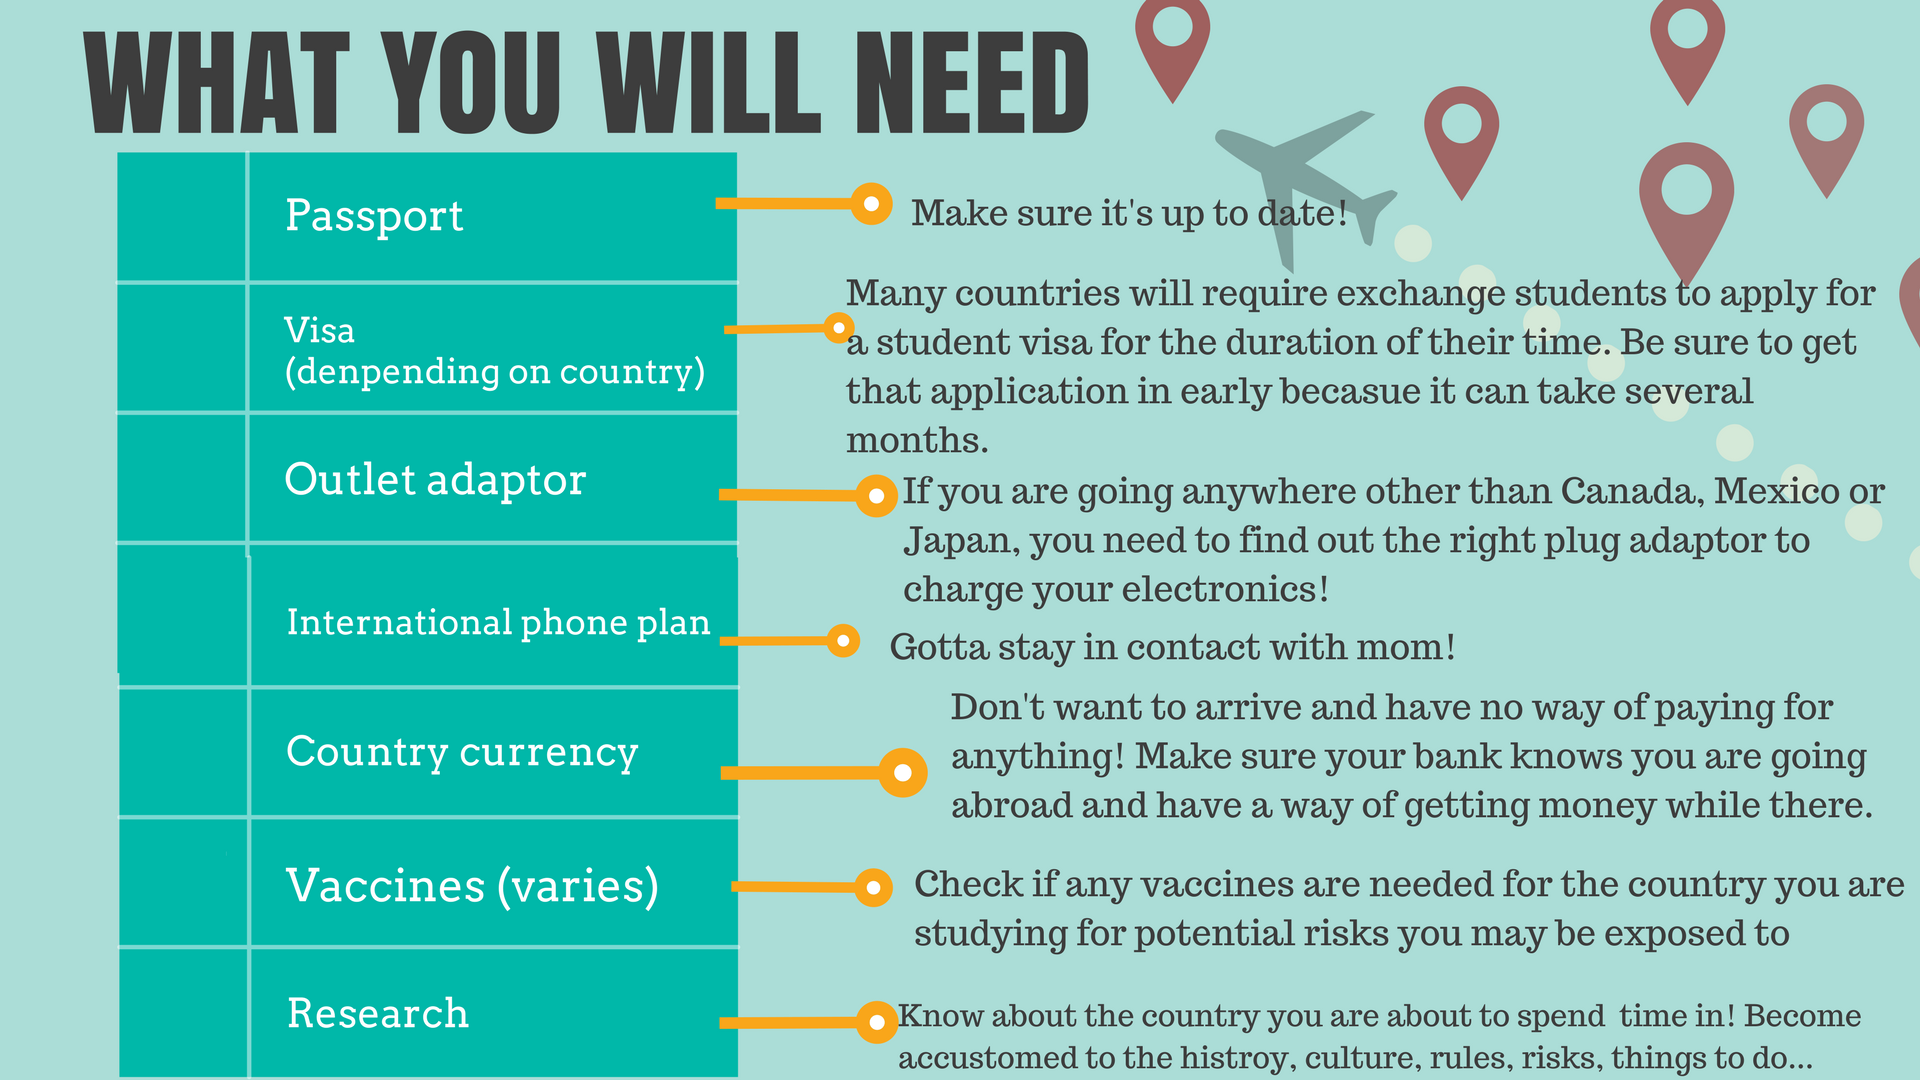 WHAT YOU WILL NEED
Passport
Make sure it's up to date!
Visa
(denpending on country)
Many countries will require exchange students to apply for
a student visa for the duration of their time. Be sure to get
that application in early becasue it can take several
months.
Outlet adaptor
If you are going anywhere other than Canada, Mexico or
Japan, you need to find out the right plug adaptor to
charge your electronics!
International phone plan
Gotta stay in contact with mom!
Country currency
Don't want to arrive and have no way of paying for
anything! Make sure your bank knows you are going
abroad and have a way of getting money while there.
Vaccines (varies)
Check if any vaccines are needed for the country you are
studying for potential risks you may be exposed to
Research
Know about the country you are about to spend  time in! Become
accustomed to the histroy, culture, rules, risks, things to do...